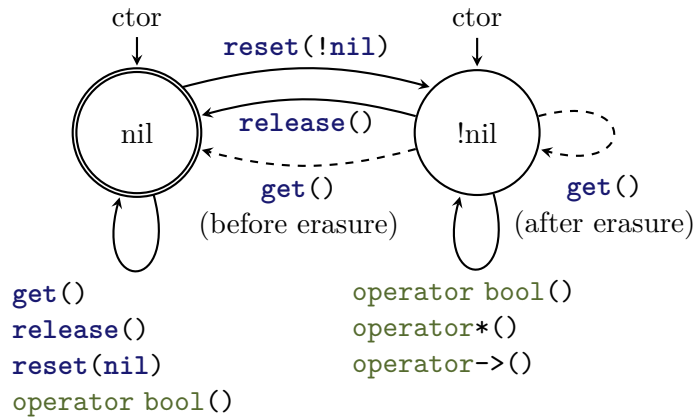 ctor
ctor
reset(!nil)
nil
release()
!nil
get()
(before erasure)
get()
(after erasure)
get()
release()
reset(nil)
operator bool()
operator bool()
operator*()
operator->()